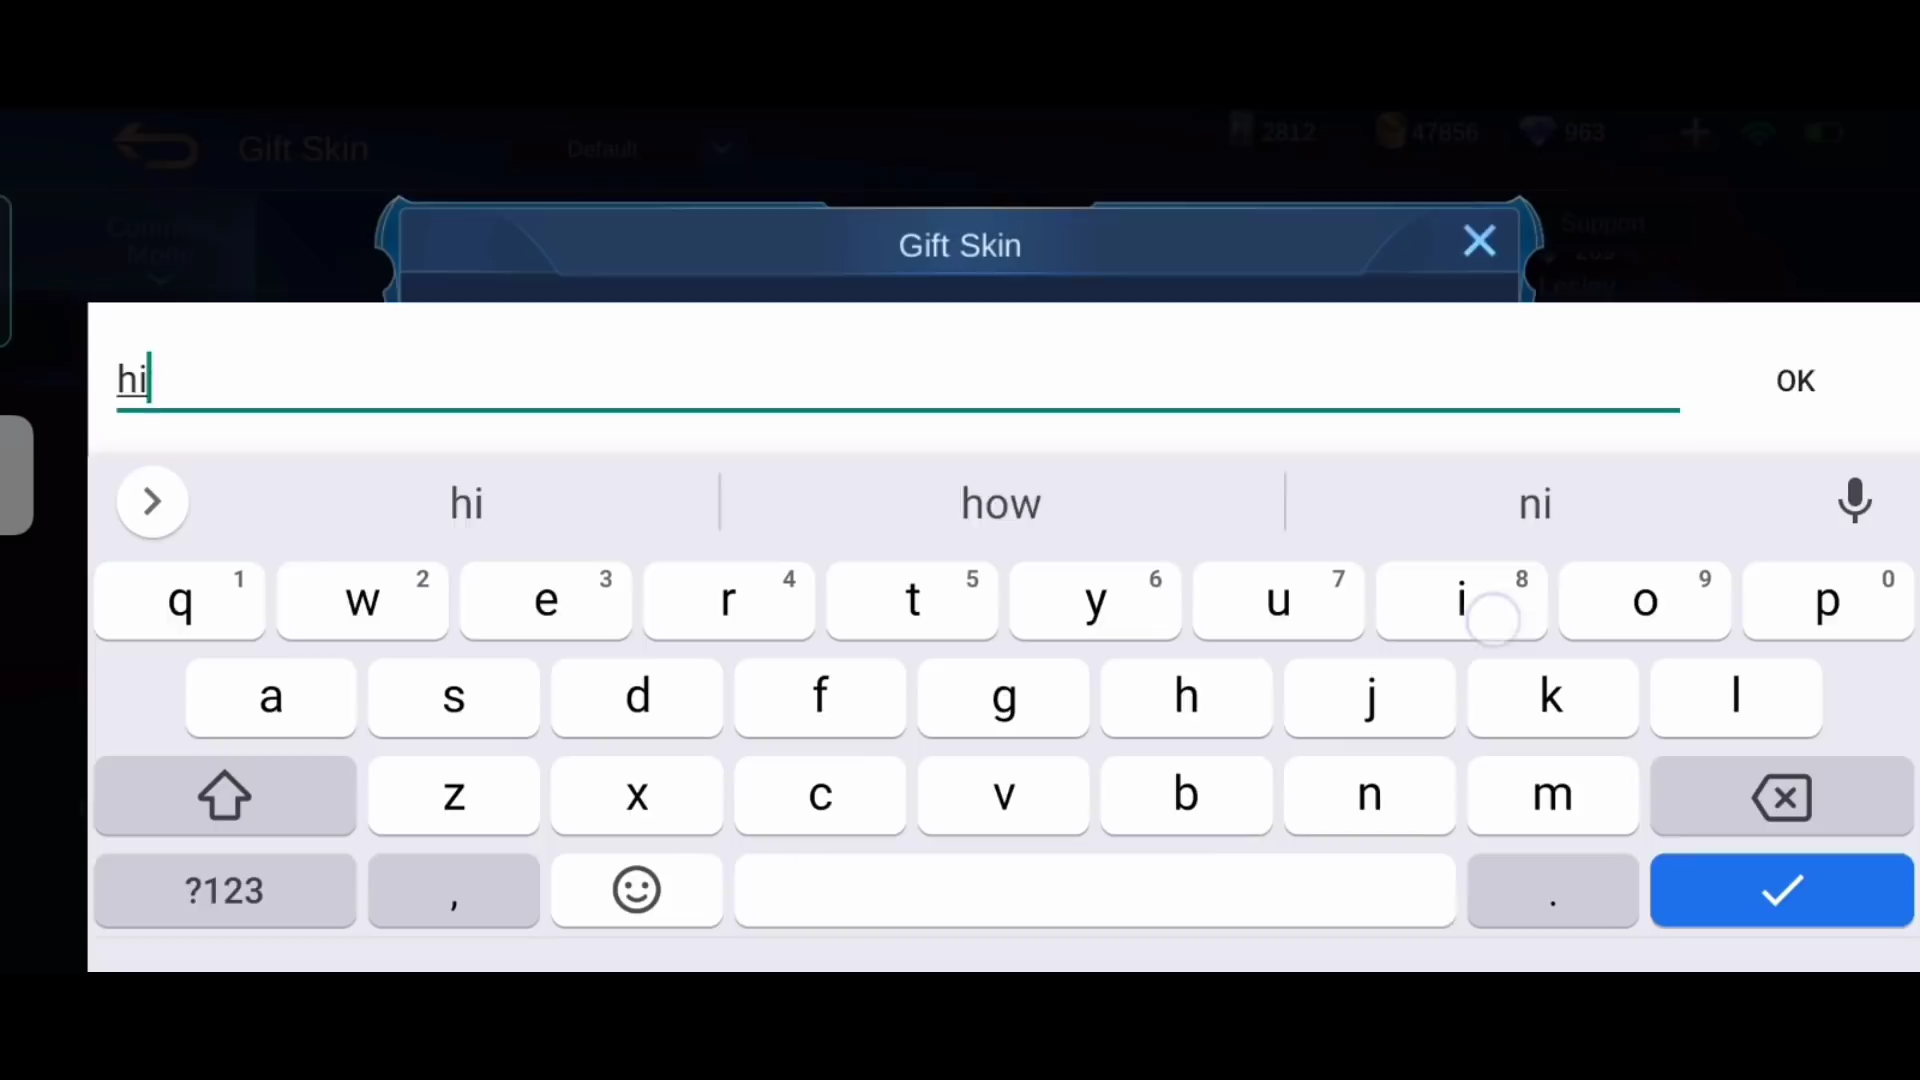 Gift Skin
Default
2812
47856
963
Support
Gift Skin
hi
OK
hi how ni
q 1 w 2 e 3 r 4 t 5 y 6 u 7 i 8 o 9 p 0
a s d f g h j k l
z x c v b n m
?123 , .